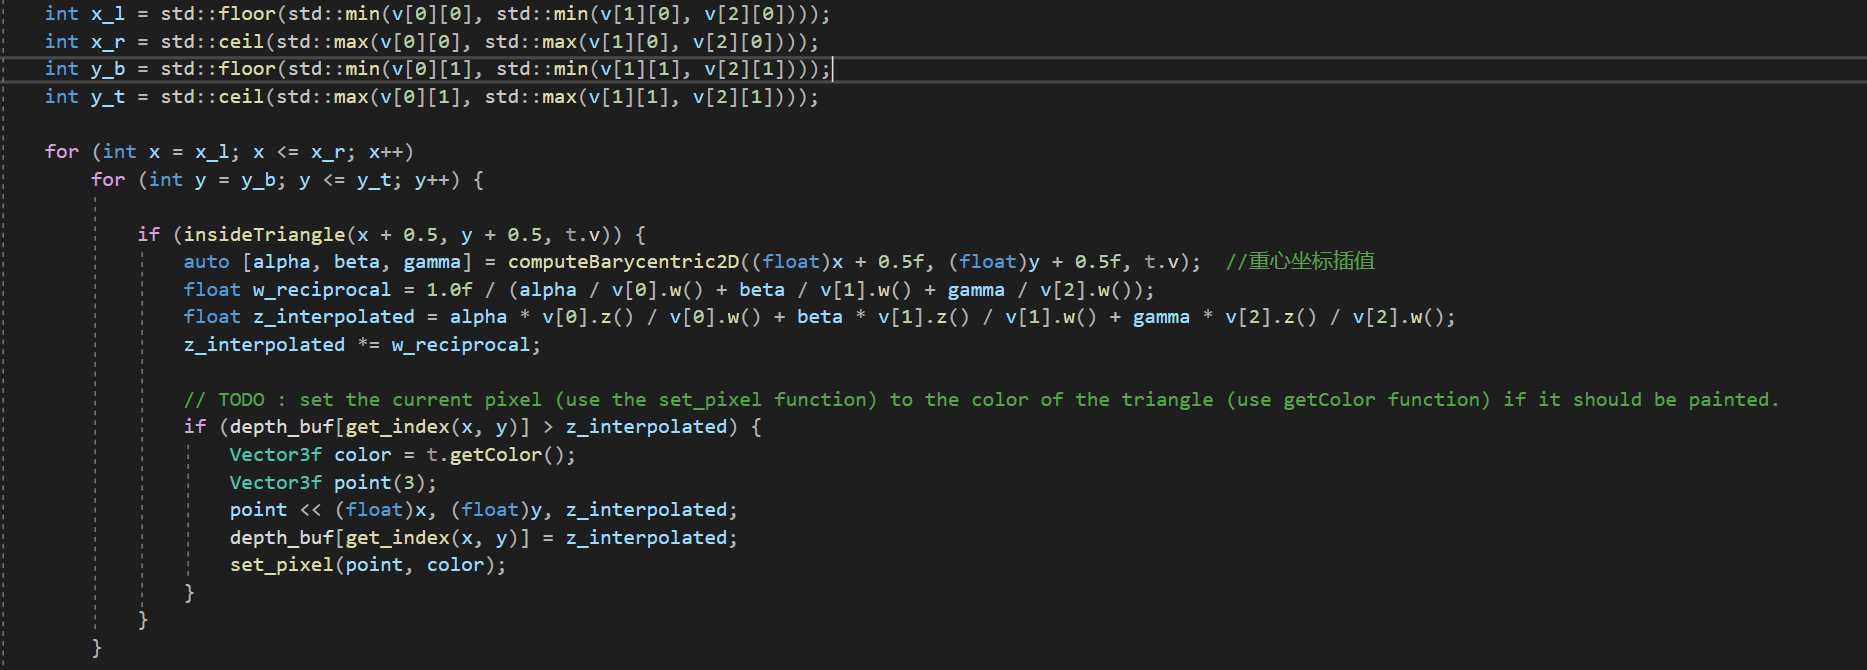 int x_l = std::floor(std::min(v[0][0], std::min(v[1][0], v[2][0])));
int x_r = std::ceil(std::max(v[0][0], std::max(v[1][0], v[2][0])));
int y_b = std::floor(std::min(v[0][1], std::min(v[1][1], v[2][1])));
int y_t = std::ceil(std::max(v[0][1], std::max(v[1][1], v[2][1])));
for (int x = x_l; x <= x_r; x++)
for (int y = y_b; y <= y_t; y++) {
if (insideTriangle(x + 0.5, y + 0.5, t.v)) {
auto [alpha, beta, gamma] = computeBarycentric2D((float)x + 0.5f, (float)y + 0.5f, t.v);  //重心坐标插值
float w_reciprocal = 1.0f / (alpha / v[0].w() + beta / v[1].w() + gamma / v[2].w());
float z_interpolated = alpha * v[0].z() / v[0].w() + beta * v[1].z() / v[1].w() + gamma * v[2].z() / v[2].w();
z_interpolated *= w_reciprocal;
// TODO : set the current pixel (use the set_pixel function) to the color of the triangle (use getColor function) if it should be painted.
if (depth_buf[get_index(x, y)] > z_interpolated) {
Vector3f color = t.getColor();
Vector3f point(3);
point << (float)x, (float)y, z_interpolated;
depth_buf[get_index(x, y)] = z_interpolated;
set_pixel(point, color);
}
}
}